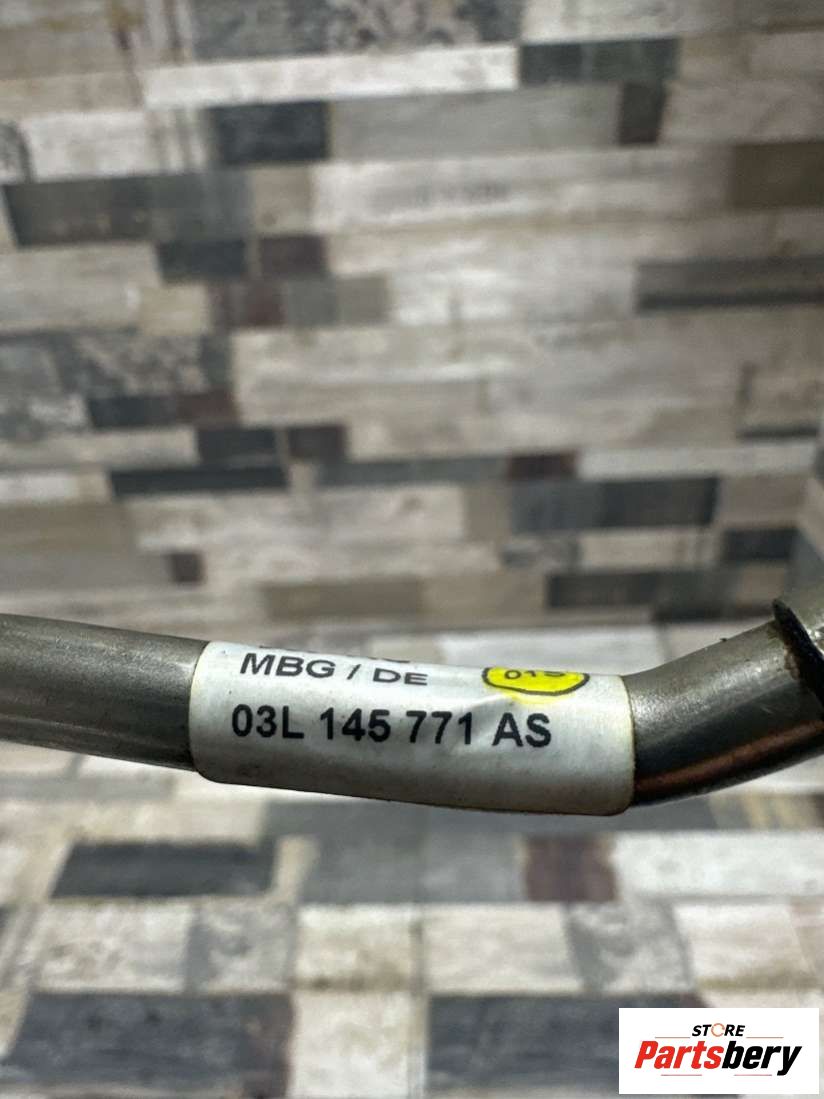 MBG / DE
03L 145 771 AS
STORE
Partsbery